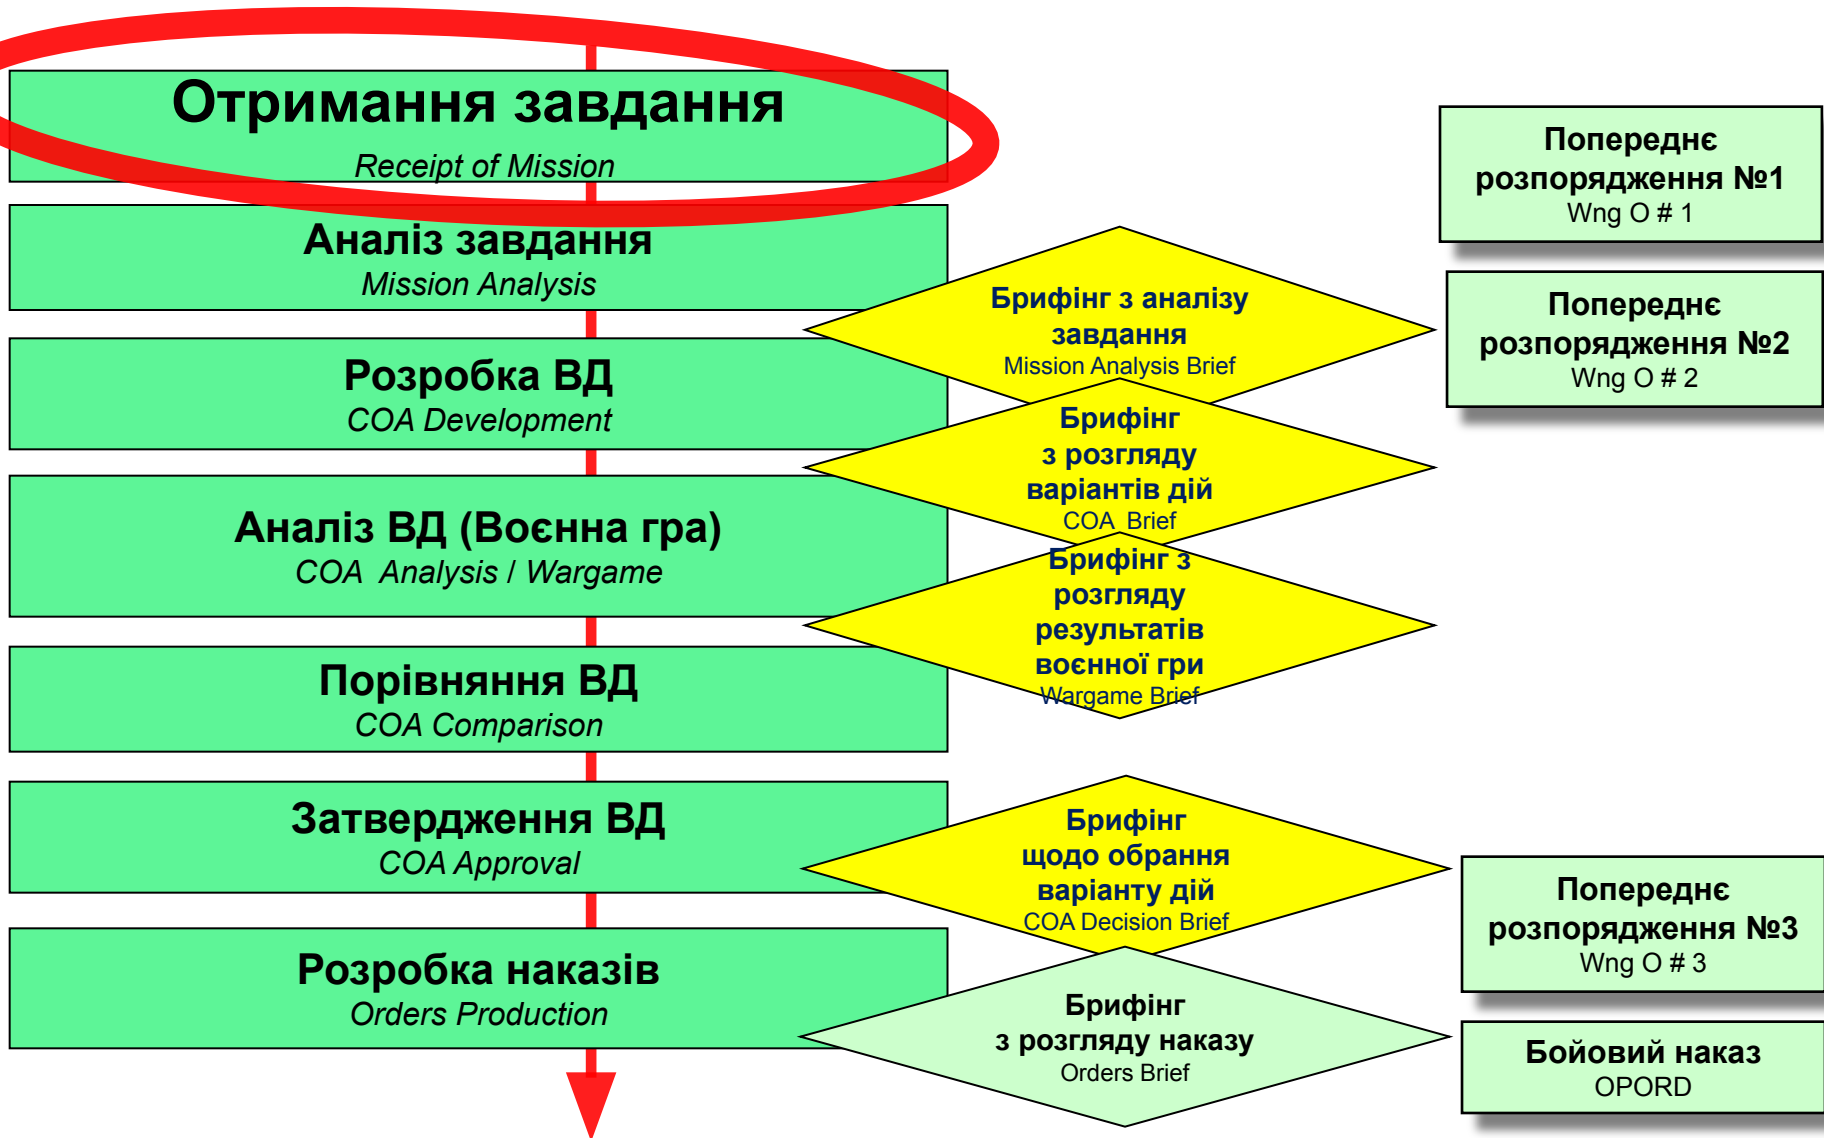 Отримання завдання
Receipt of Mission
Аналіз завдання
Mission Analysis
Розробка ВД
COA Development
Аналіз ВД (Воєнна гра)
COA Analysis / Wargame
Порівняння ВД
COA Comparison
Затвердження ВД
COA Approval
Розробка наказів
Orders Production
Брифінг з аналізу
завдання
Mission Analysis Brief
Брифінг
з розгляду
варіантів дій
COA Brief
Брифінг з
розгляду
результатів
воєнної гри
Wargame Brief
Брифінг
щодо обрання
варіанту дій
COA Decision Brief
Брифінг
з розгляду наказу
Orders Brief
Попереднє
розпорядження №1
Wng O # 1
Попереднє
розпорядження №2
Wng O # 2
Попереднє
розпорядження №3
Wng O # 3
Бойовий наказ
OPORD